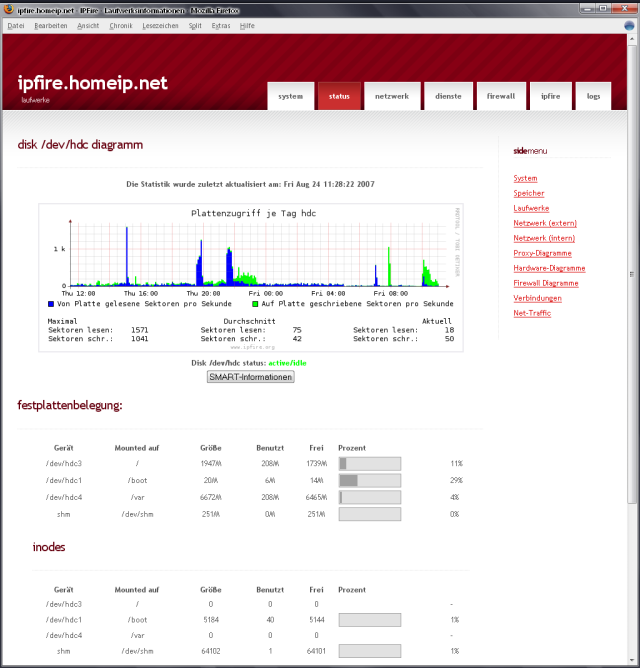 ipfire.homeip.net - IPFire - Laufwerksinformationen - Mozilla Firefox
Datei Bearbeiten Ansicht Chronik Lesezeichen Split Extras Hilfe
ipfire.homeip.net
laufwerke
system status netzwerk dienste firewall ipfire logs
disk /dev/hdc diagramm
Die Statistik wurde zuletzt aktualisiert am: Fri Aug 24 11:28:22 2007
Plattenzugriff je Tag hdc
RRDTOOL / TOBI OETIKER
1 k
0
Thu 12:00 Thu 16:00 Thu 20:00 Fri 00:00 Fri 04:00 Fri 08:00
Von Platte gelesene Sektoren pro Sekunde Auf Platte geschriebene Sektoren pro Sekunde
Maximal Durchschnitt Aktuell
Sektoren lesen: 1571 Sektoren lesen: 75 Sektoren lesen: 18
Sektoren schr.: 1041 Sektoren schr.: 42 Sektoren schr.: 50
www.ipfire.org
Disk /dev/hdc status: active/idle
SMART-Informationen
festplattenbelegung:
Gerät Mounted auf Größe Benutzt Frei Prozent
/dev/hdc3 / 1947M 208M 1739M 11%
/dev/hdc1 /boot 20M 6M 14M 29%
/dev/hdc4 /var 6672M 208M 6465M 4%
shm /dev/shm 251M 0M 251M 0%
inodes
Gerät Mounted auf Größe Benutzt Frei Prozent
/dev/hdc3 / 0 0 0 -
/dev/hdc1 /boot 5184 40 5144 1%
/dev/hdc4 /var 0 0 0 -
shm /dev/shm 64102 1 64101 1%
sidemenu
System
Speicher
Laufwerke
Netzwerk (extern)
Netzwerk (intern)
Proxy-Diagramme
Hardware-Diagramme
Firewall Diagramme
Verbindungen
Net-Traffic